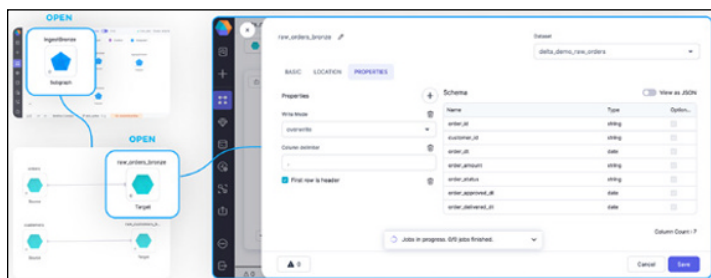 OPEN
IngestBronze
Subgraph
OPEN
raw_orders_bronze
Source
Target
Source
Target
raw_orders_bronze
Dataset
delta_demo_raw_orders
BASIC LOCATION PROPERTIES
Properties
Schema
View as JSON
Write Mode
overwrite
Column delimiter
,
First row is header
Name Type Option...
order_id string
customer_id string
order_dt date
order_amount string
order_status string
order_approved_dt date
order_delivered_dt date
Column Count : 7
Jobs in progress. 0/0 jobs finished.
0
Cancel
Save